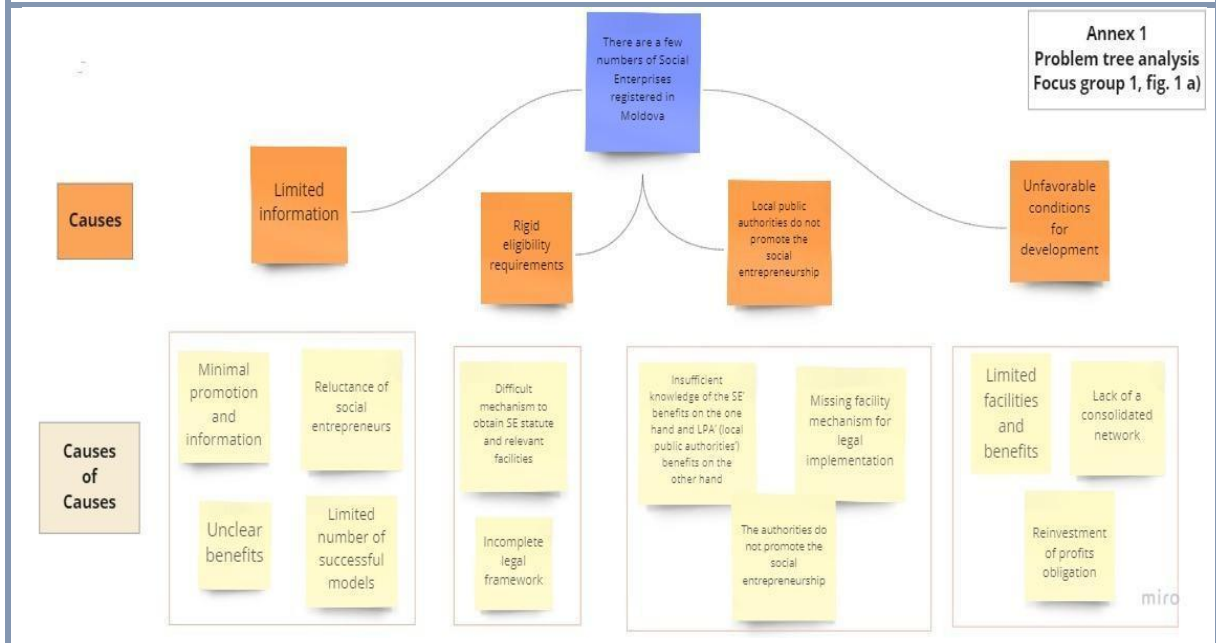 There are a few
numbers of Social
Enterprises
registered in
Moldova
Annex 1
Problem tree analysis
Focus group 1, fig. 1 a)
Causes
Limited
information
Rigid
eligibility
requirements
Local public
authorities do not
promote the
social
entrepreneurship
Unfavorable
conditions
for
development
Causes
of
Causes
Minimal
promotion
and
information
Reluctance of
social
entrepreneurs
Unclear
benefits
Limited
number of
successful
models
Difficult
mechanism to
obtain SE statute
and relevant
facilities
Incomplete
legal
framework
Insufficient
knowledge of the SE'
benefits on the one
hand and LPA' (local
public authorities')
benefits on the
other hand
Missing facility
mechanism for
legal
implementation
The authorities do
not promote the
social
entrepreneurship
Limited
facilities
and
benefits
Lack of a
consolidated
network
Reinvestment
of profits
obligation
miro